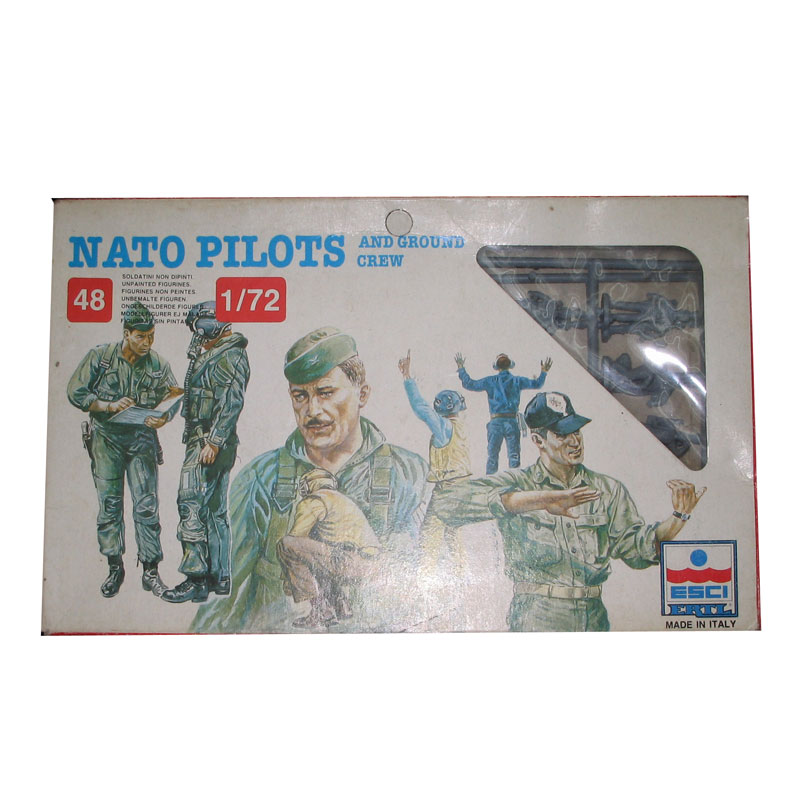 NATO PILOTS
AND GROUND
CREW
48
SOLDATINI NON DIPINTI.
UNPAINTED FIGURINES.
FIGURINES NON PEINTES.
UNBEMALTE FIGUREN.
1/72
ESCI
ERTL
MADE IN ITALY